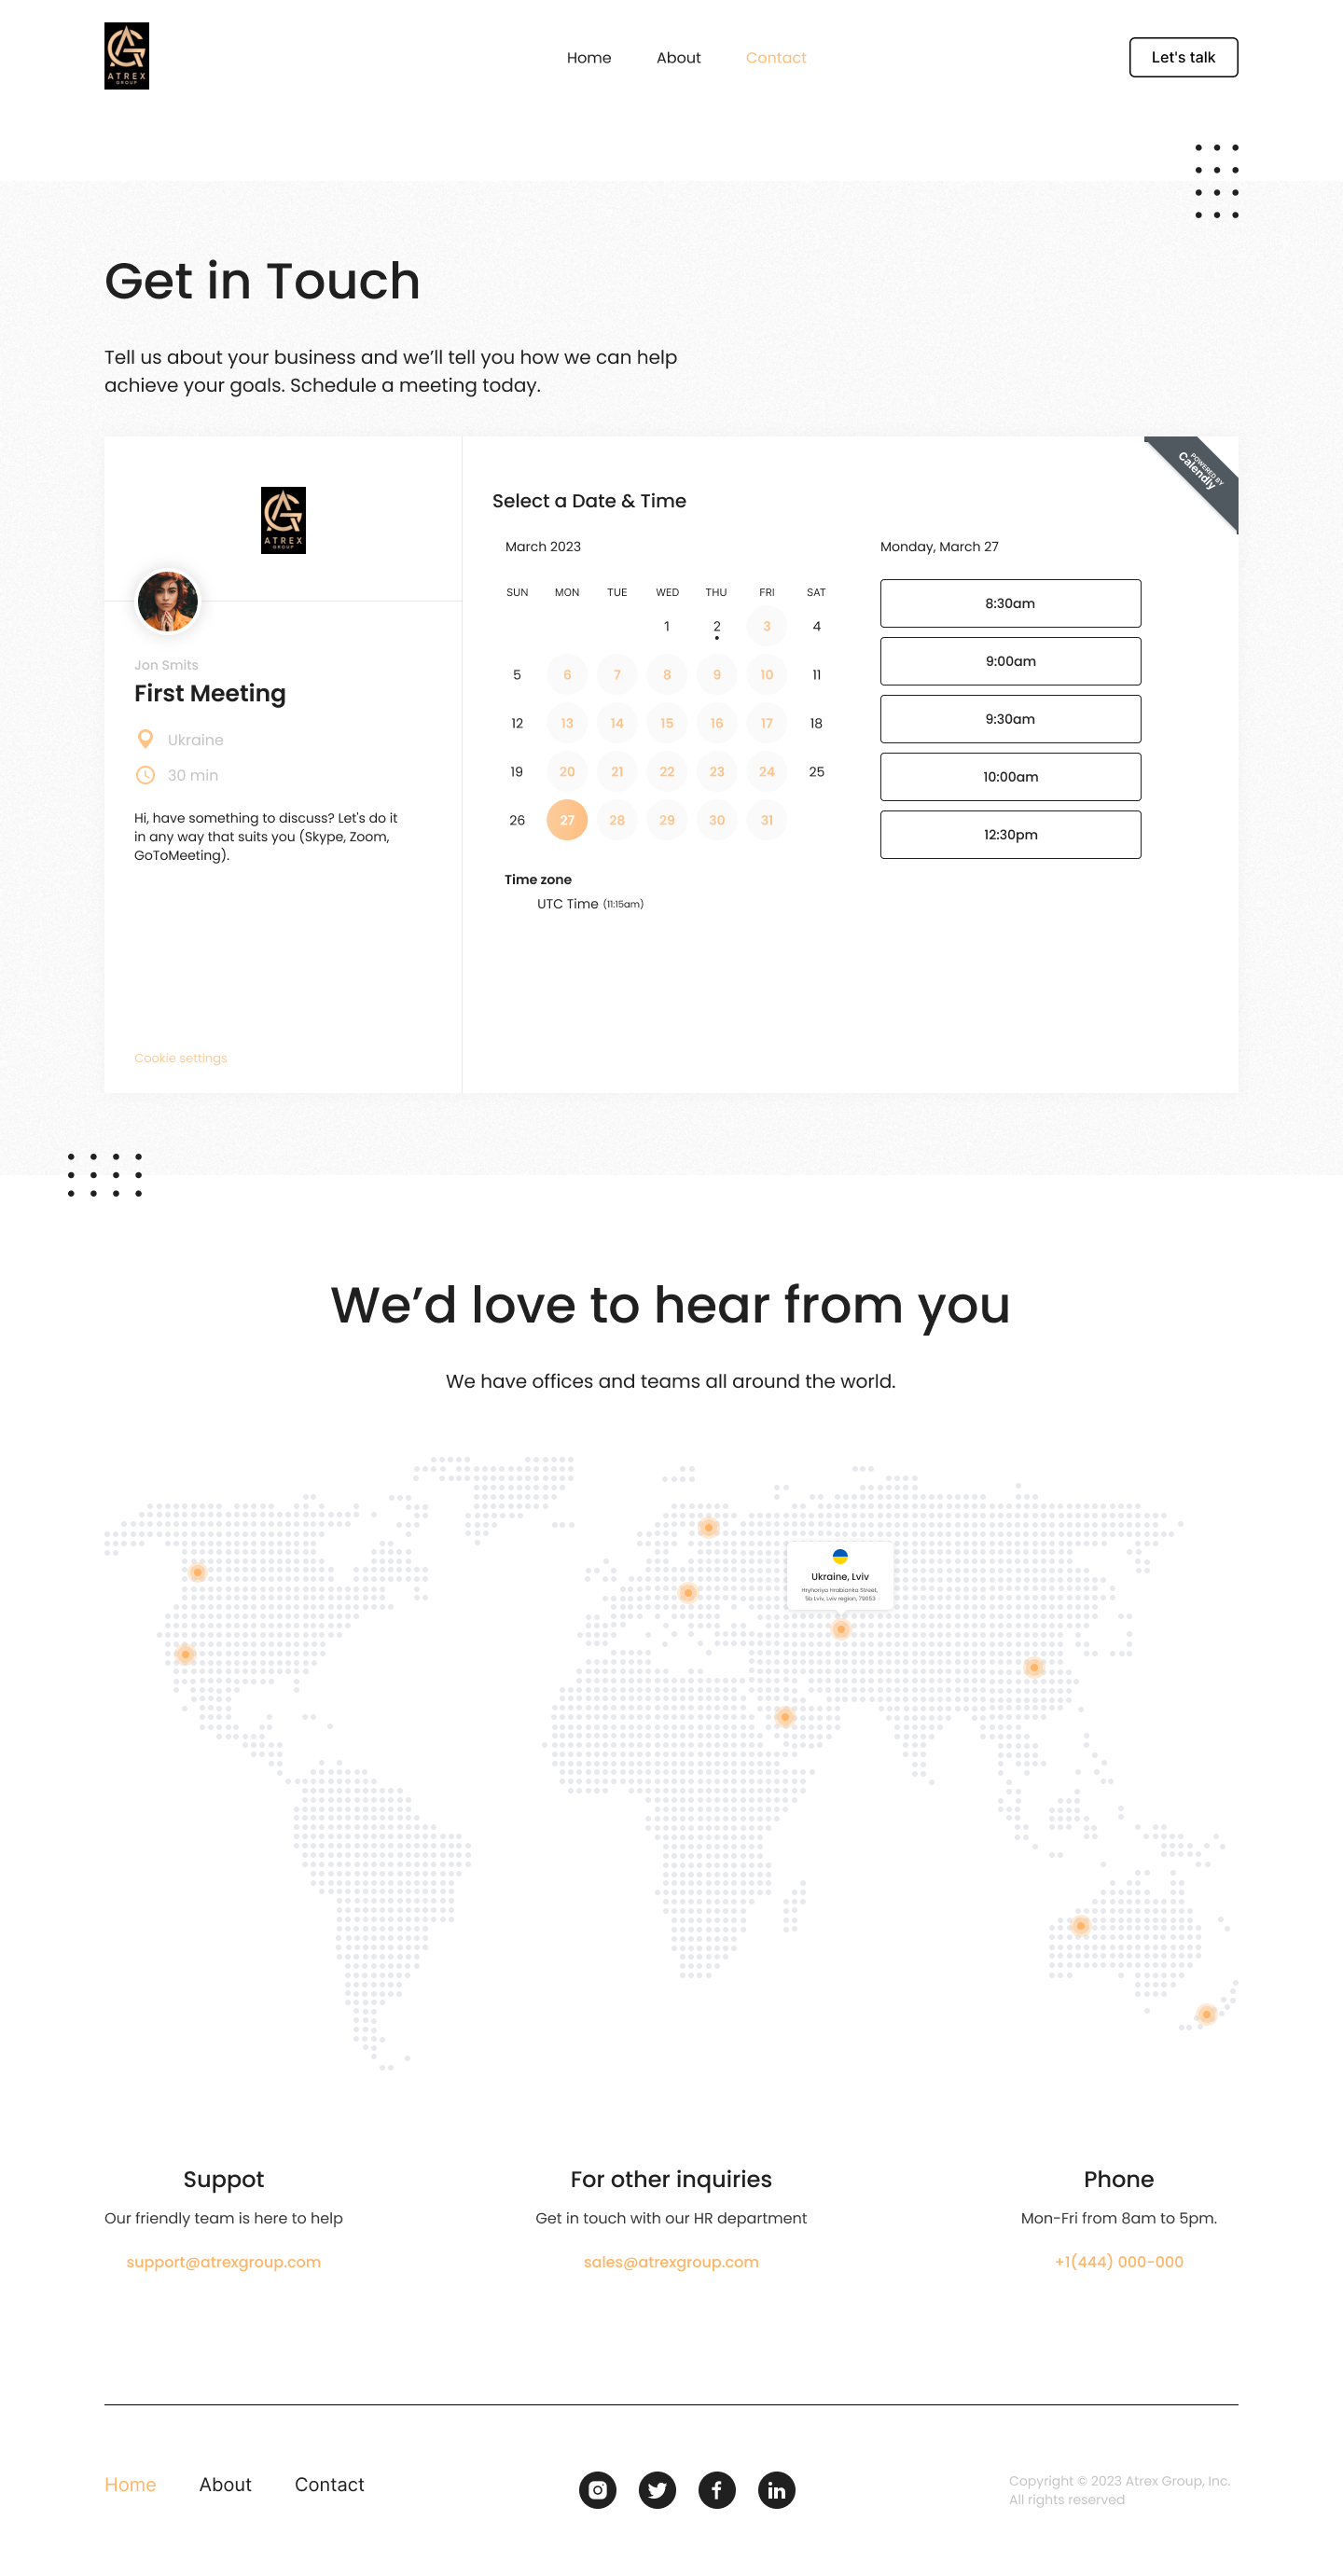 ATREX
GROUP
Home
About
Contact
Let's talk
Get in Touch
Tell us about your business and we’ll tell you how we can help
achieve your goals. Schedule a meeting today.
ATREX
GROUP
Jon Smits
First Meeting
Ukraine
30 min
Hi, have something to discuss? Let's do it
in any way that suits you (Skype, Zoom,
GoToMeeting).
Cookie settings
POWERED BY
Calendly
Select a Date & Time
March 2023
SUN MON TUE WED THU FRI SAT
1 2 3 4
5 6 7 8 9 10 11
12 13 14 15 16 17 18
19 20 21 22 23 24 25
26 27 28 29 30 31
Time zone
UTC Time (11:15am)
Monday, March 27
8:30am
9:00am
9:30am
10:00am
12:30pm
We’d love to hear from you
We have offices and teams all around the world.
Ukraine, Lviv
Hryhoriya Hrabianka Street,
5b Lviv, Lviv region, 79053
Suppot
Our friendly team is here to help
support@atrexgroup.com
For other inquiries
Get in touch with our HR department
sales@atrexgroup.com
Phone
Mon-Fri from 8am to 5pm.
+1(444) 000-000
Home
About
Contact
Copyright © 2023 Atrex Group, Inc.
All rights reserved